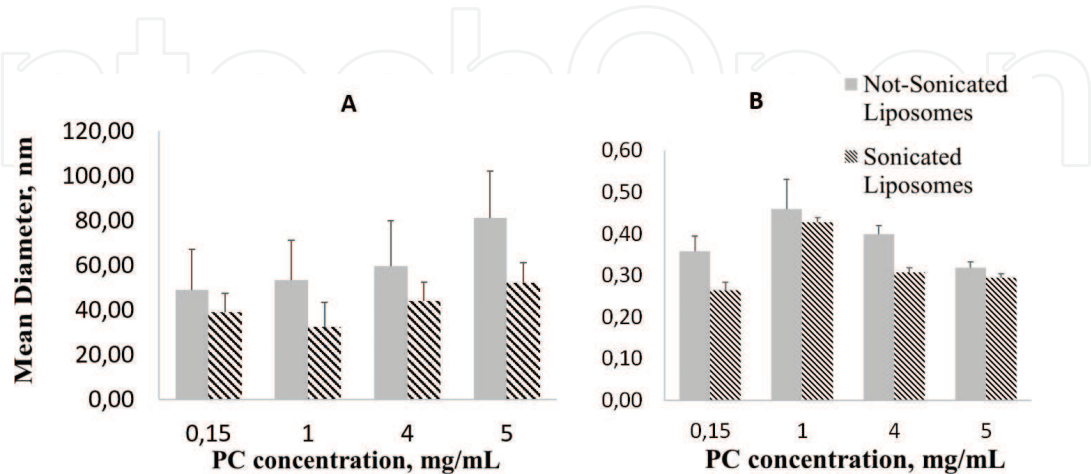 ntechOpen
A
Mean Diameter, nm
120,00
100,00
80,00
60,00
40,00
20,00
0,00
0,15 1 4 5
PC concentration, mg/mL
B
Not-Sonicated
Liposomes
Sonicated
Liposomes
0,60
0,50
0,40
0,30
0,20
0,10
0,00
0,15 1 4 5
PC concentration, mg/mL